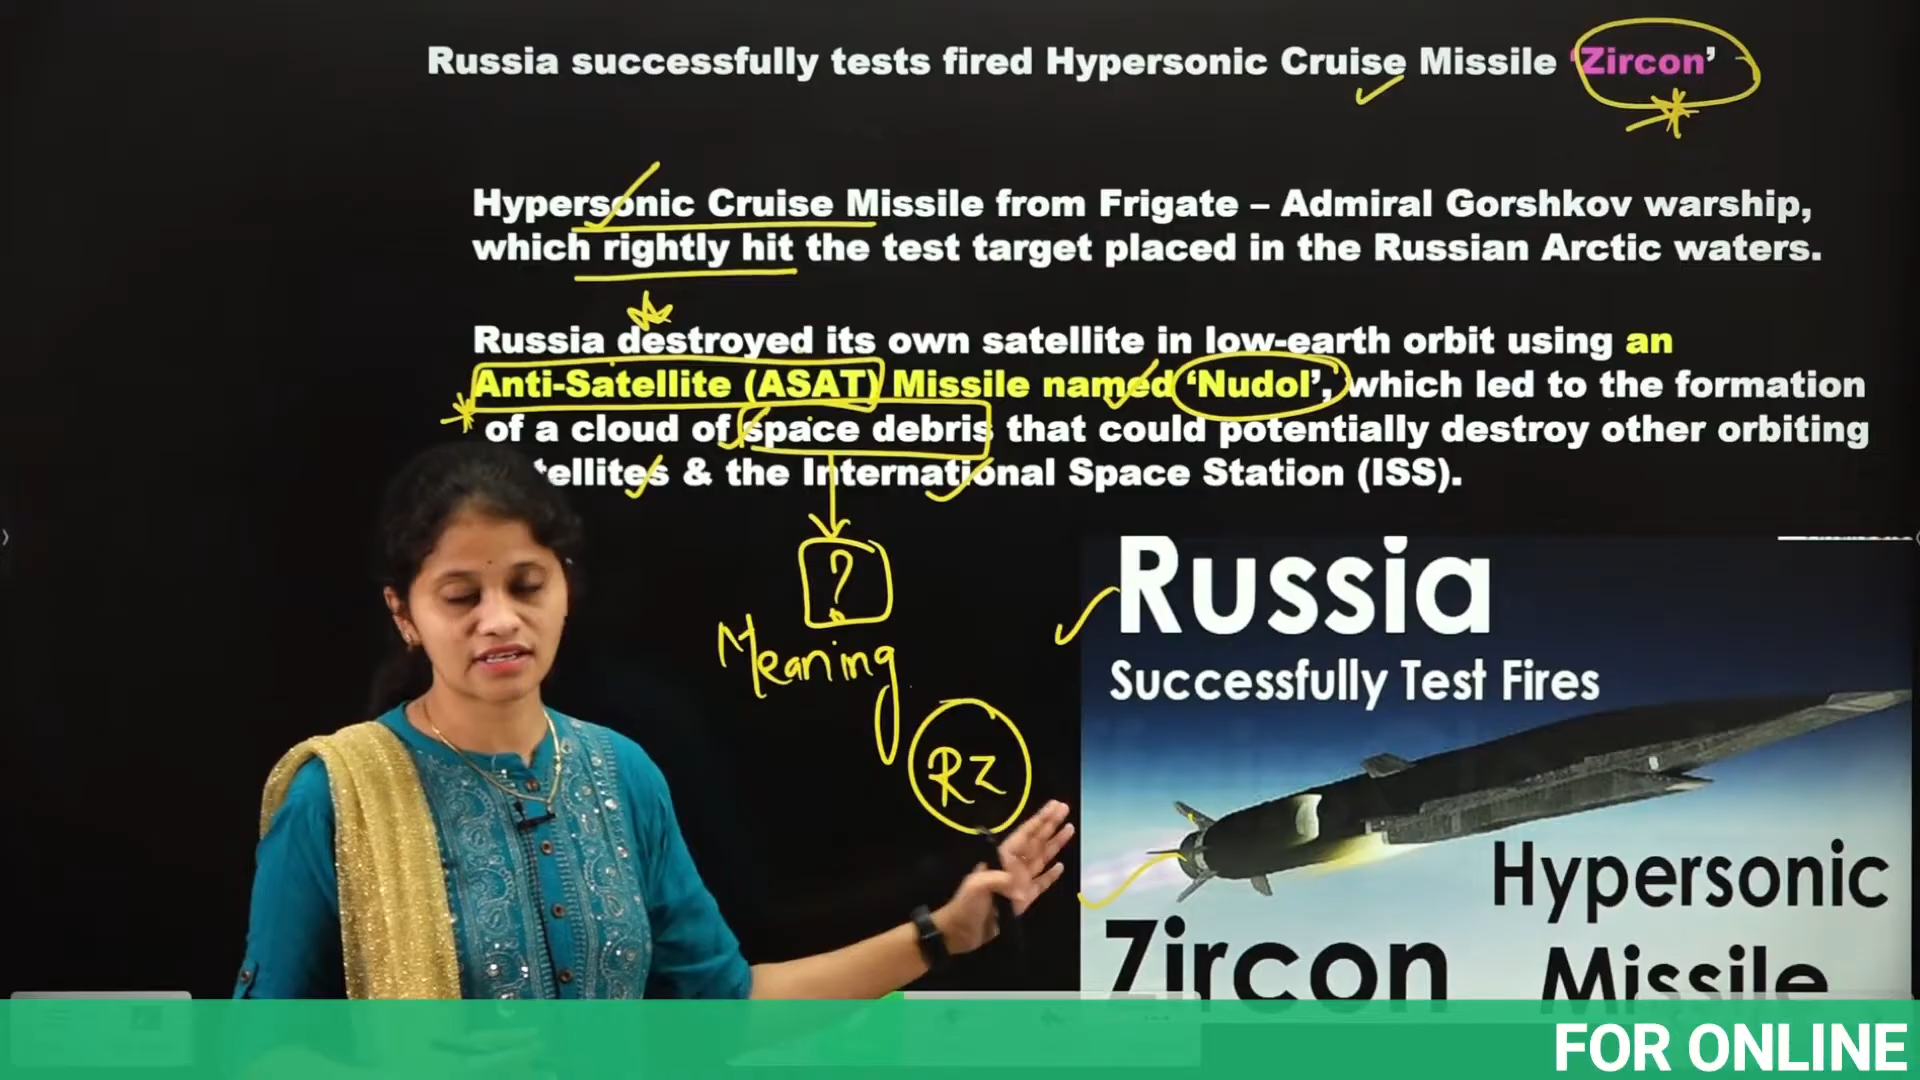 Russia successfully tests fired Hypersonic Cruise Missile ‘Zircon’
Hypersonic Cruise Missile from Frigate – Admiral Gorshkov warship,
which rightly hit the test target placed in the Russian Arctic waters.
Russia destroyed its own satellite in low-earth orbit using an
Anti-Satellite (ASAT) Missile named ‘Nudol’, which led to the formation
of a cloud of space debris that could potentially destroy other orbiting
tellites & the International Space Station (ISS).
?
Meaning
RZ
Russia
Successfully Test Fires
Hypersonic
Zircon
Missile
FOR ONLINE